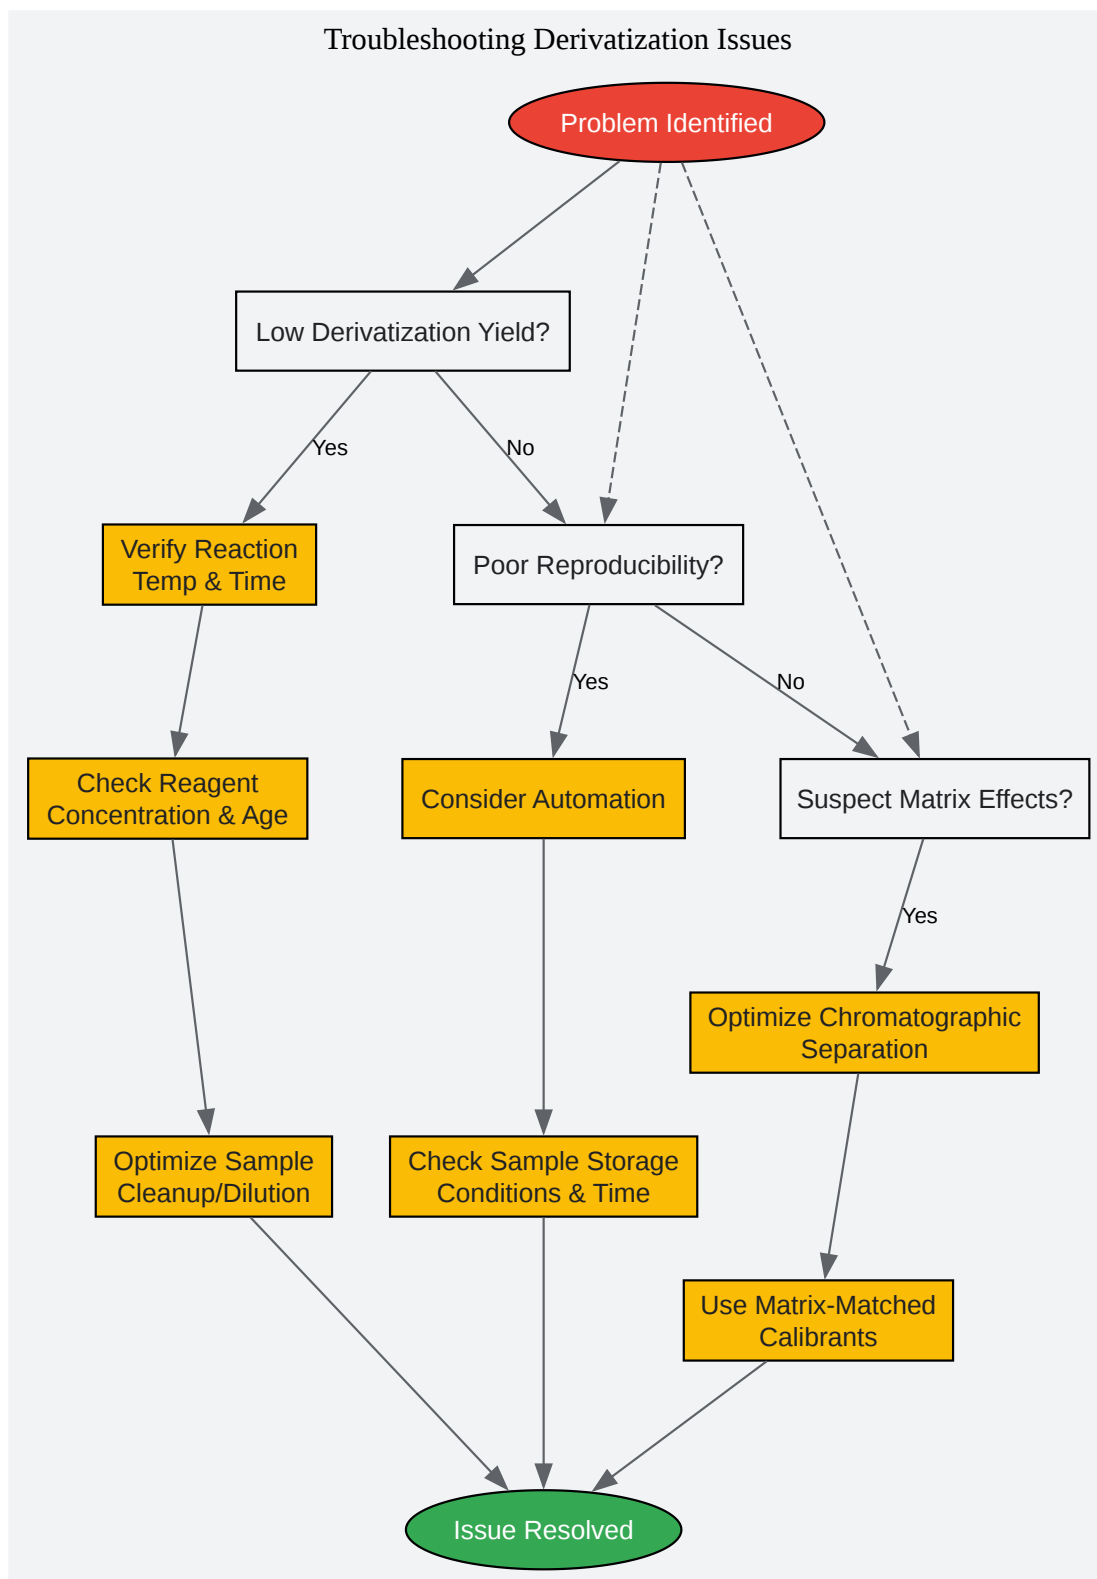 Troubleshooting Derivatization Issues
Problem Identified
Low Derivatization Yield?
Yes
No
Verify Reaction
Temp & Time
Poor Reproducibility?
Yes
No
Check Reagent
Concentration & Age
Consider Automation
Suspect Matrix Effects?
Yes
Optimize Chromatographic
Separation
Optimize Sample
Cleanup/Dilution
Check Sample Storage
Conditions & Time
Use Matrix-Matched
Calibrants
Issue Resolved